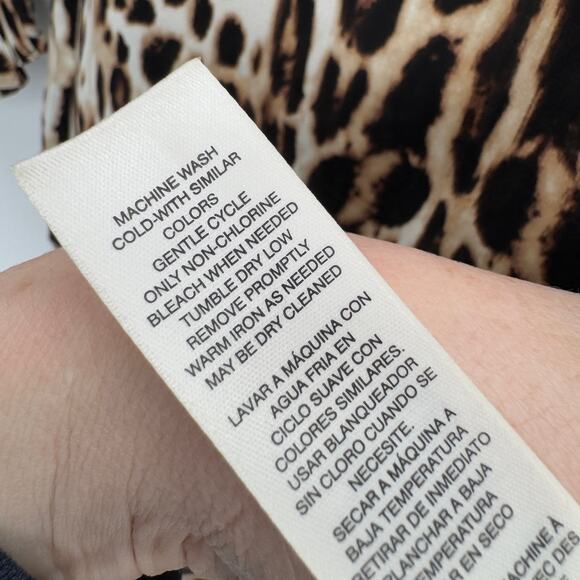 MACHINE WASH
COLD-WITH SIMILAR
COLORS
GENTLE CYCLE
ONLY NON-CHLORINE
BLEACH WHEN NEEDED
TUMBLE DRY LOW
REMOVE PROMPTLY
WARM IRON AS NEEDED
MAY BE DRY CLEANED
LAVAR A MÁQUINA CON
AGUA FRIA EN
CICLO SUAVE CON
COLORES SIMILARES.
USAR BLANQUEADOR
SIN CLORO CUANDO SE
NECESITE.
SECAR A MÁQUINA A
BAJA TEMPERATURA
RETIRAR DE INMEDIATO
PLANCHAR A BAJA
TEMPERATURA
EN SECO
MACHINE À
DES